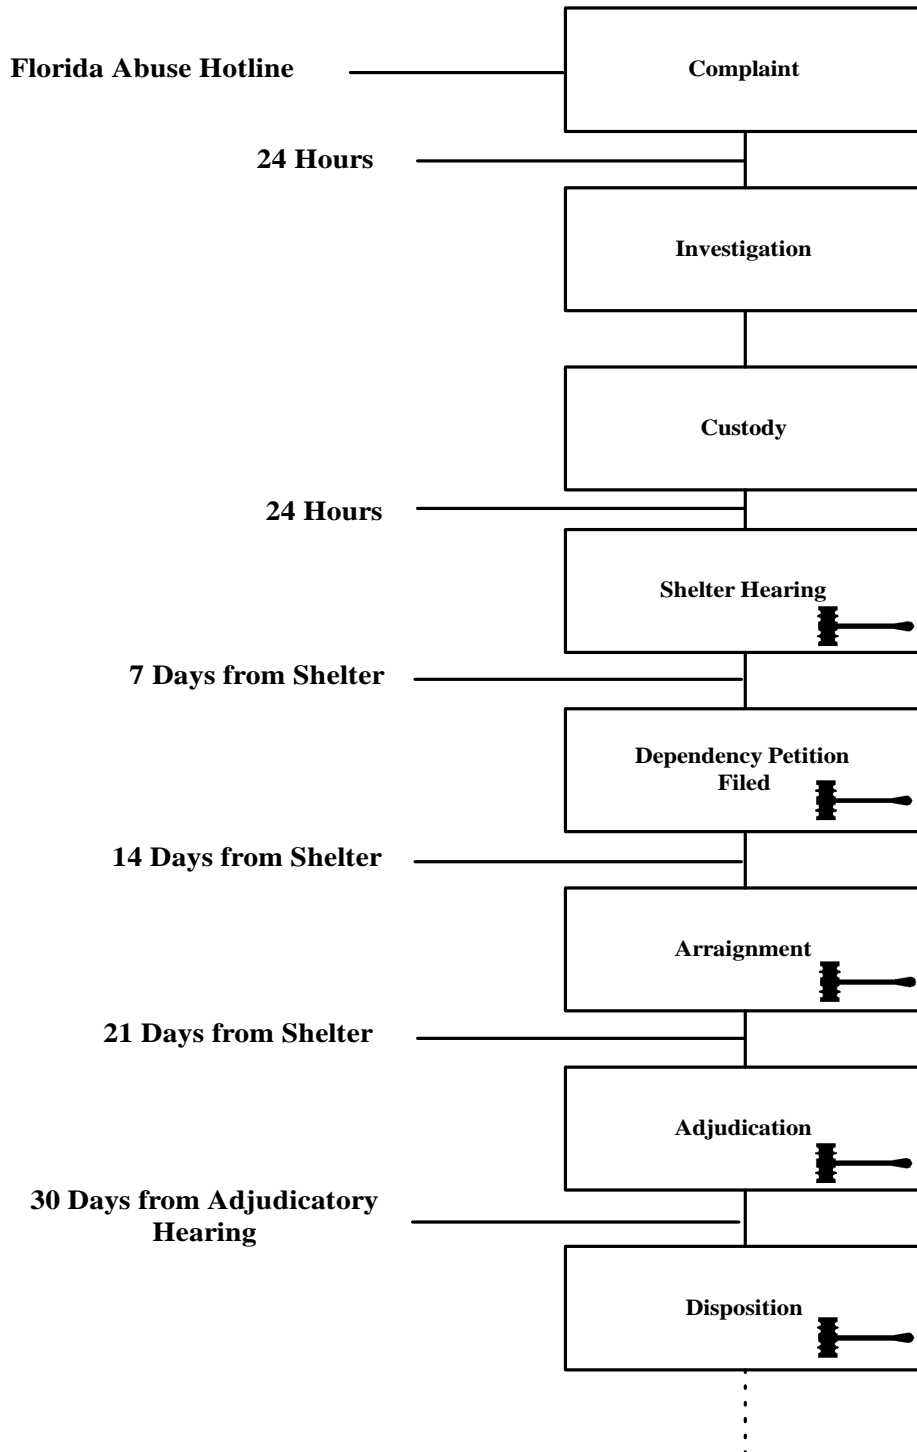 Florida Abuse Hotline
Complaint
24 Hours
Investigation
Custody
24 Hours
Shelter Hearing
7 Days from Shelter
Dependency Petition
Filed
14 Days from Shelter
Arraignment
21 Days from Shelter
Adjudication
30 Days from Adjudicatory
Hearing
Disposition